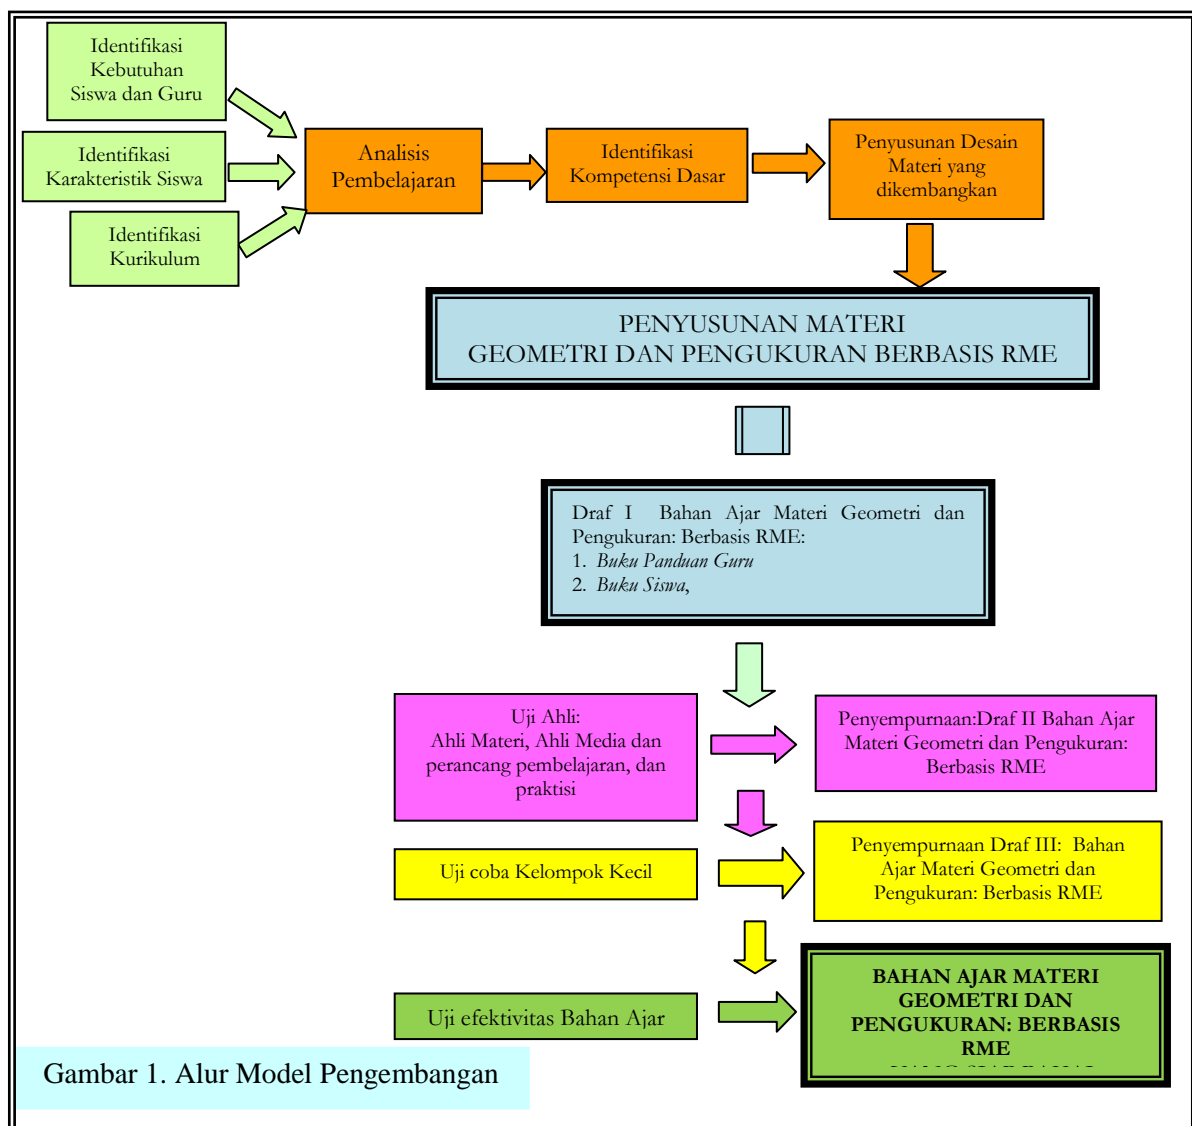 Identifikasi
Kebutuhan
Siswa dan Guru
Identifikasi
Karakteristik Siswa
Identifikasi
Kurikulum
Analisis
Pembelajaran
Identifikasi
Kompetensi Dasar
Penyusunan Desain
Materi yang
dikembangkan
PENYUSUNAN MATERI
GEOMETRI DAN PENGUKURAN BERBASIS RME
Draf I Bahan Ajar Materi Geometri dan
Pengukuran: Berbasis RME:
1. Buku Panduan Guru
2. Buku Siswa,
Uji Ahli:
Ahli Materi, Ahli Media dan
perancang pembelajaran, dan
praktisi
Penyempurnaan:Draf II Bahan Ajar
Materi Geometri dan Pengukuran:
Berbasis RME
Uji coba Kelompok Kecil
Penyempurnaan Draf III: Bahan
Ajar Materi Geometri dan
Pengukuran: Berbasis RME
Uji efektivitas Bahan Ajar
BAHAN AJAR MATERI
GEOMETRI DAN
PENGUKURAN: BERBASIS
RME
Gambar 1. Alur Model Pengembangan